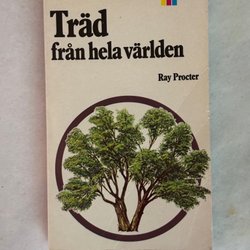 Träd
från hela världen
Ray Procter